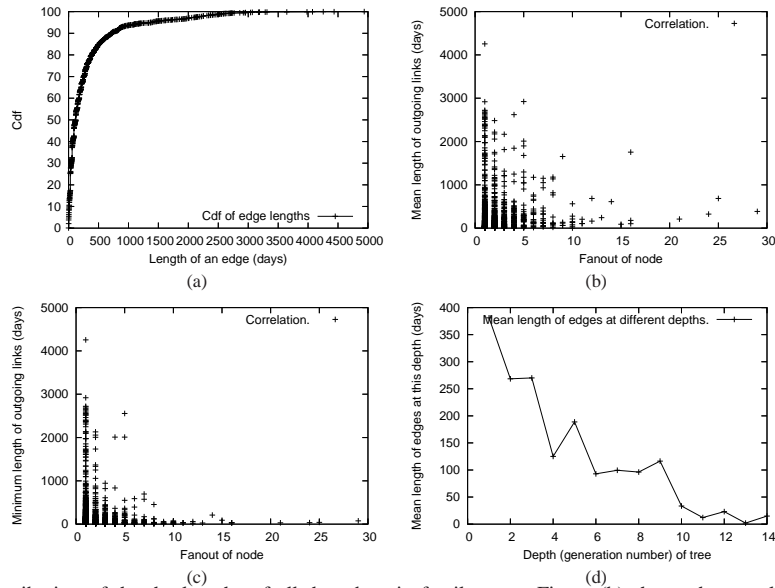 100
90
80
70
60
50
40
30
20
10
0
Cdf
Cdf of edge lengths
0 500 1000 1500 2000 2500 3000 3500 4000 4500 5000
Length of an edge (days)
(a)
5000
4000
3000
2000
1000
0
Mean length of outgoing links (days)
Correlation.
0 5 10 15 20 25 30
Fanout of node
(b)
5000
4000
3000
2000
1000
0
Minimum length of outgoing links (days)
Correlation.
0 5 10 15 20 25 30
Fanout of node
(c)
400
350
300
250
200
150
100
50
0
Mean length of edges at this depth (days)
Mean length of edges at different depths.
0 2 4 6 8 10 12 14
Depth (generation number) of tree
(d)